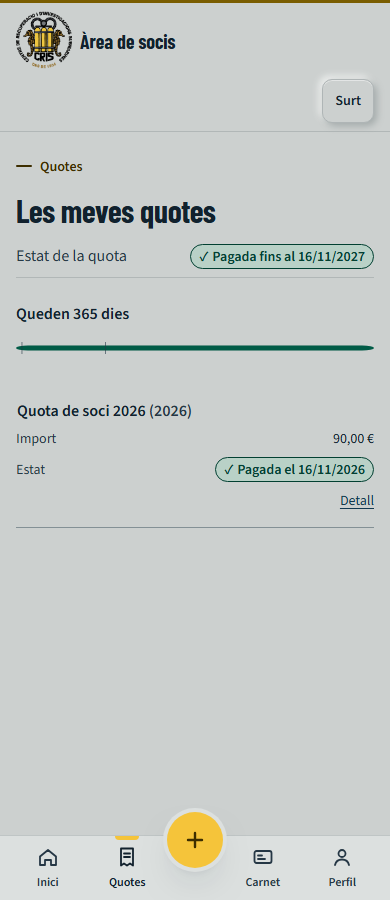 CRIS
Àrea de socis
Surt
Quotes
Les meves quotes
Estat de la quota
✓ Pagada fins al 16/11/2027
Queden 365 dies
Quota de soci 2026 (2026)
Import
90,00 €
Estat
✓ Pagada el 16/11/2026
Detall
Inici
Quotes
Carnet
Perfil